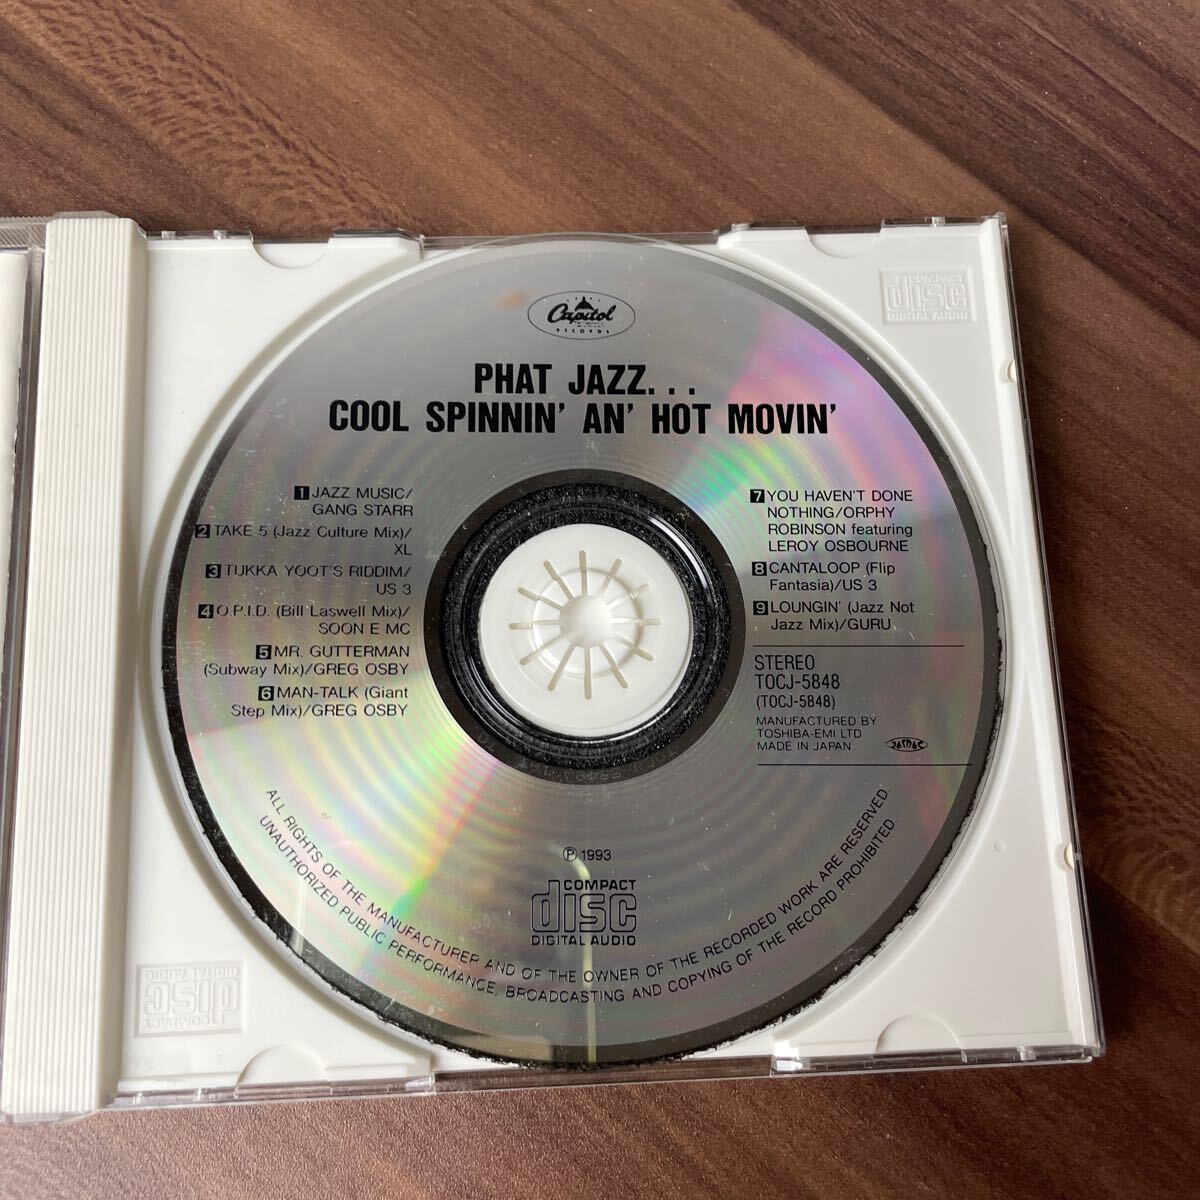 Capitol
RECORDS
PHAT JAZZ...
COOL SPINNIN' AN' HOT MOVIN'
1 JAZZ MUSIC/
GANG STARR
2 TAKE 5 (Jazz Culture Mix)/
XL
3 TUKKA YOOT'S RIDDIM/
US 3
4 O.P.I.D. (Bill Laswell Mix)/
SOON E MC
5 MR. GUTTERMAN
(Subway Mix)/GREG OSBY
6 MAN-TALK (Giant
Step Mix)/GREG OSBY
7 YOU HAVEN'T DONE
NOTHING/ORPHY
ROBINSON featuring
LEROY OSBOURNE
8 CANTALOOP (Flip
Fantasia)/US 3
9 LOUNGIN' (Jazz Not
Jazz Mix)/GURU
STEREO
TOCJ-5848
(TOCJ-5848)
MANUFACTURED BY
TOSHIBA-EMI LTD
MADE IN JAPAN.
JASRAC
℗ 1993
COMPACT
disc
DIGITAL AUDIO
ALL RIGHTS OF THE MANUFACTURER AND OF THE OWNER OF THE RECORDED WORK ARE RESERVED.
UNAUTHORIZED PUBLIC PERFORMANCE, BROADCASTING AND COPYING OF THE RECORD PROHIBITED.
COMPACT
disc
DIGITAL AUDIO
COMPACT
disc
DIGITAL AUDIO